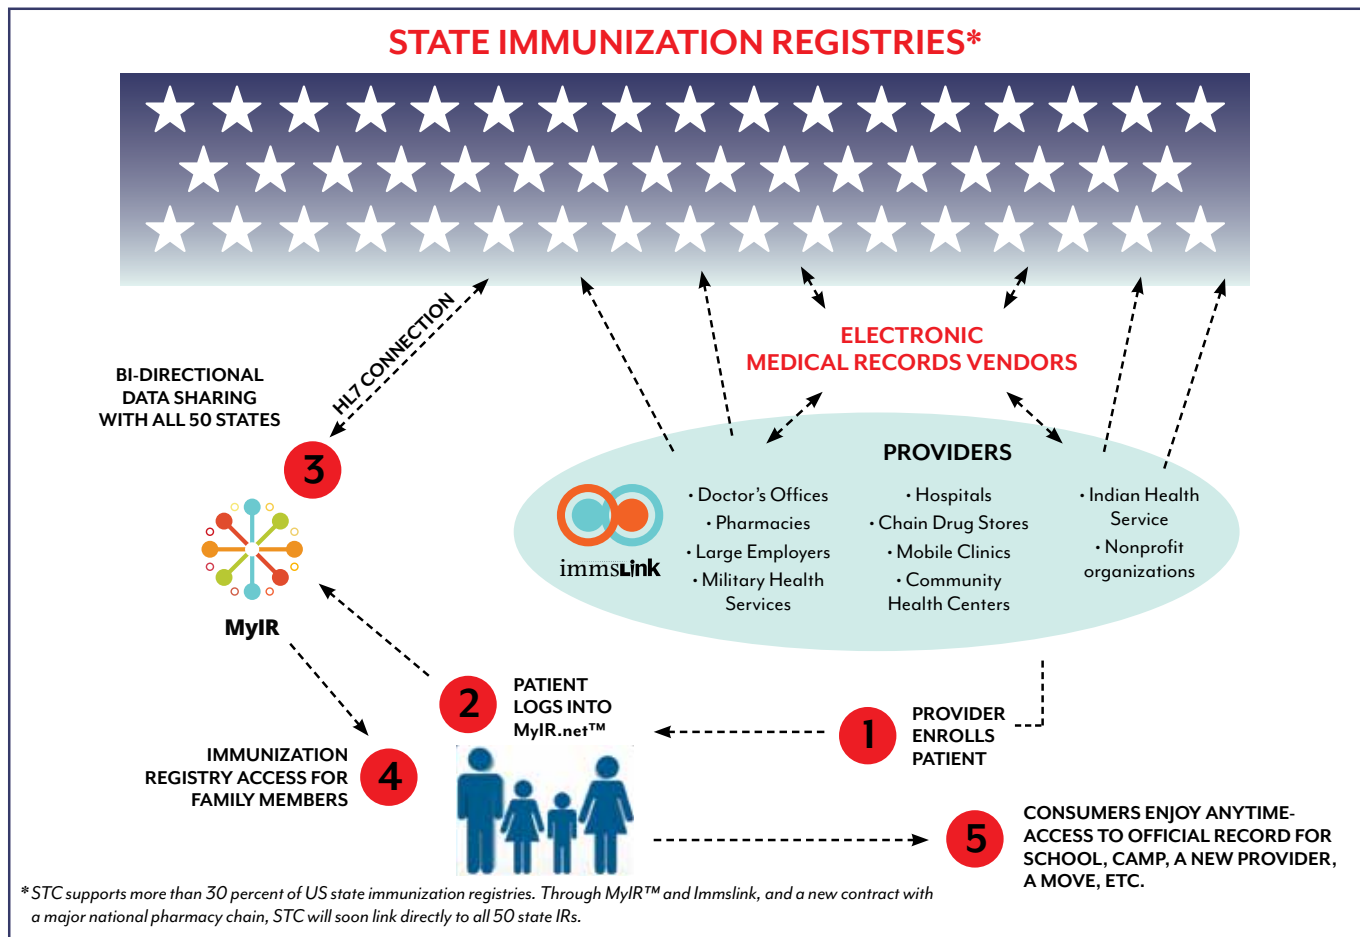 STATE IMMUNIZATION REGISTRIES*
HL7 CONNECTION
ELECTRONIC
MEDICAL RECORDS VENDORS
BI-DIRECTIONAL
DATA SHARING
WITH ALL 50 STATES
3
MyIR
PROVIDERS
immsLink
• Doctor's Offices
• Pharmacies
• Large Employers
• Military Health
Services
• Hospitals
• Chain Drug Stores
• Mobile Clinics
• Community
Health Centers
• Indian Health
Service
• Nonprofit
organizations
2
PATIENT
LOGS INTO
MyIR.net™
1
PROVIDER
ENROLLS
PATIENT
IMMUNIZATION
REGISTRY ACCESS FOR
FAMILY MEMBERS
4
5
CONSUMERS ENJOY ANYTIME-
ACCESS TO OFFICIAL RECORD FOR
SCHOOL, CAMP, A NEW PROVIDER,
A MOVE, ETC.
* STC supports more than 30 percent of US state immunization registries. Through MyIR™ and Immslink, and a new contract with
a major national pharmacy chain, STC will soon link directly to all 50 state IRs.